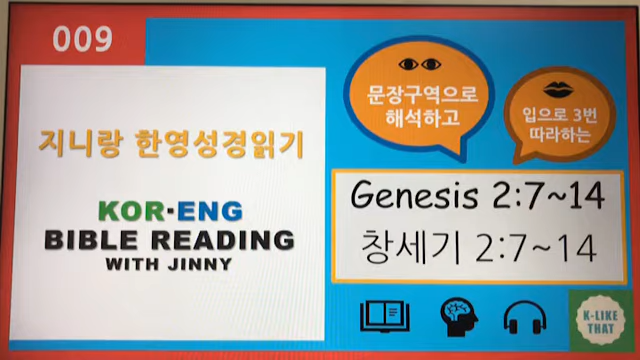 009
지니랑 한영성경읽기
KOR·ENG
BIBLE READING
WITH JINNY
문장구역으로
해석하고
입으로 3번
따라하는
Genesis 2:7~14
창세기 2:7~14
K-LIKE
THAT